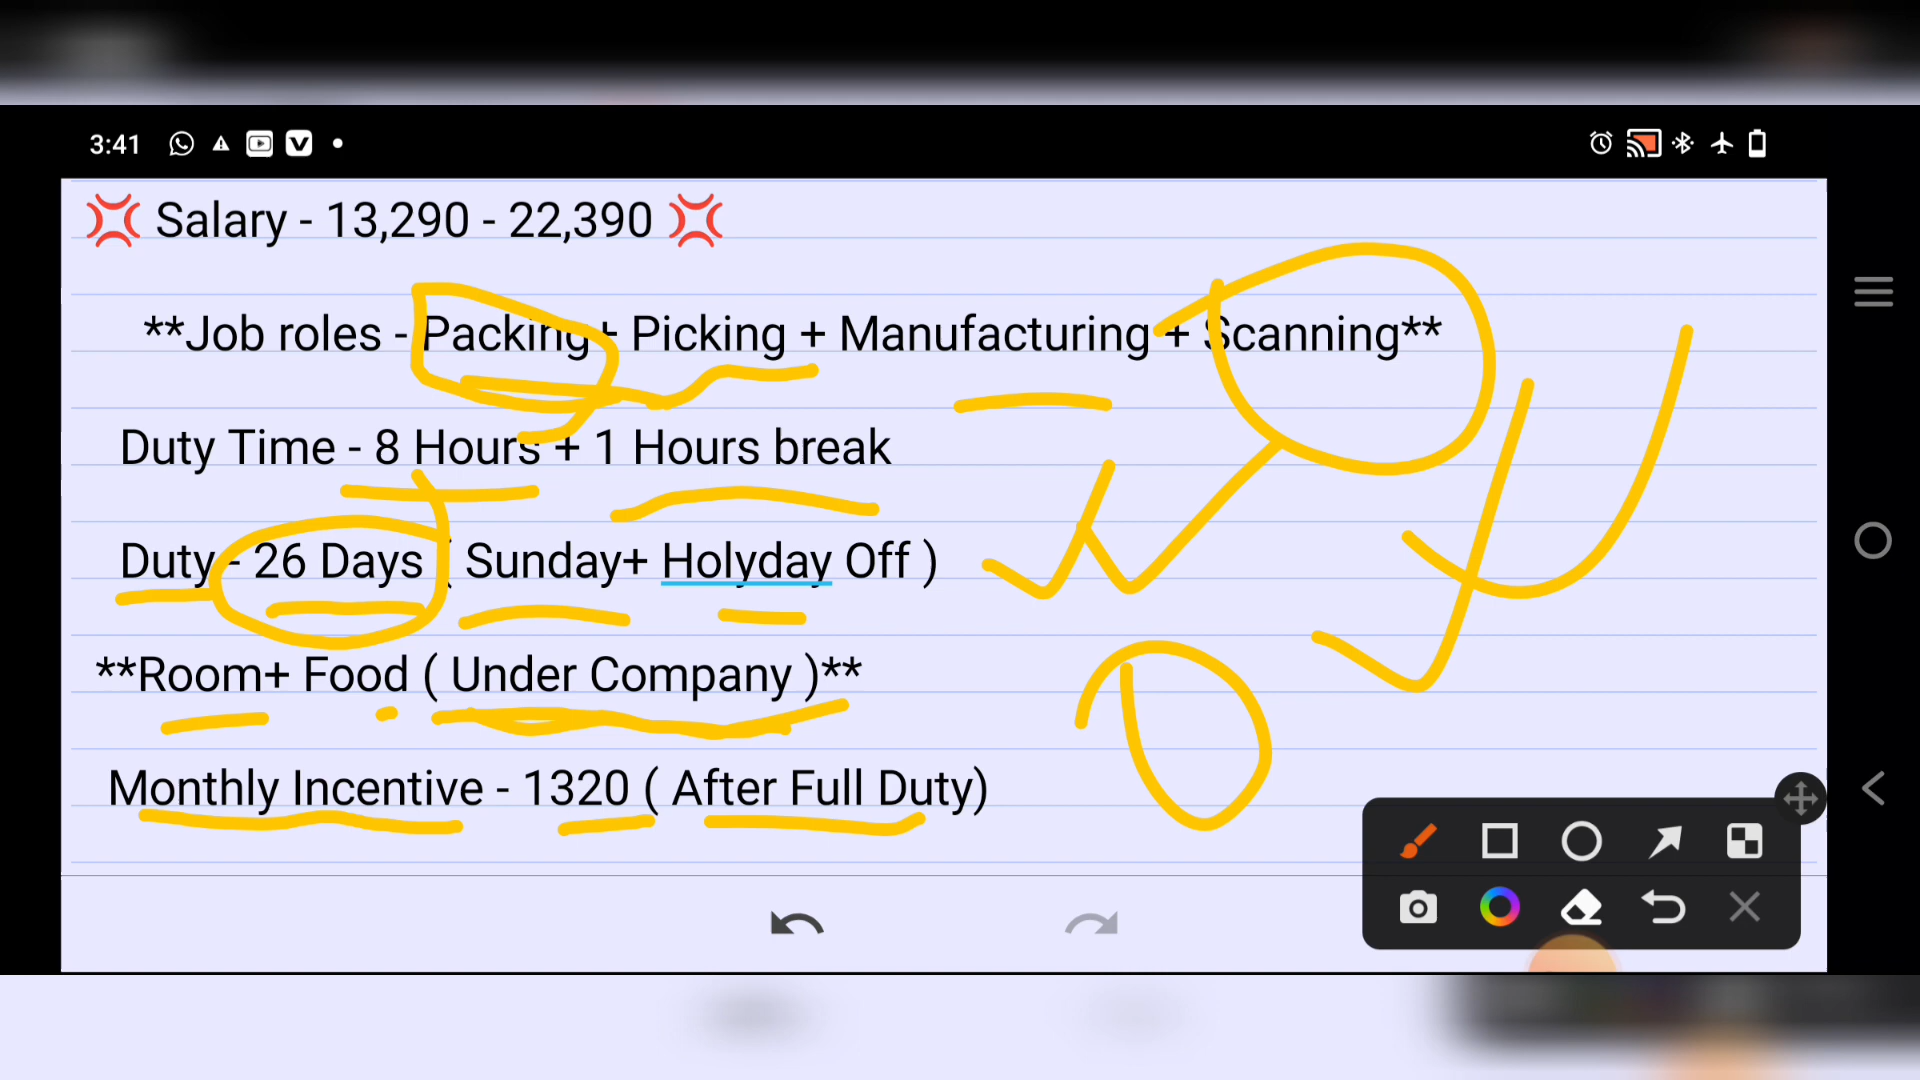 3:41
💢 Salary - 13,290 - 22,390 💢
**Job roles - Packing + Picking + Manufacturing + Scanning**
Duty Time - 8 Hours + 1 Hours break
Duty - 26 Days ( Sunday+ Holyday Off )
**Room+ Food ( Under Company )**
Monthly Incentive - 1320 ( After Full Duty)